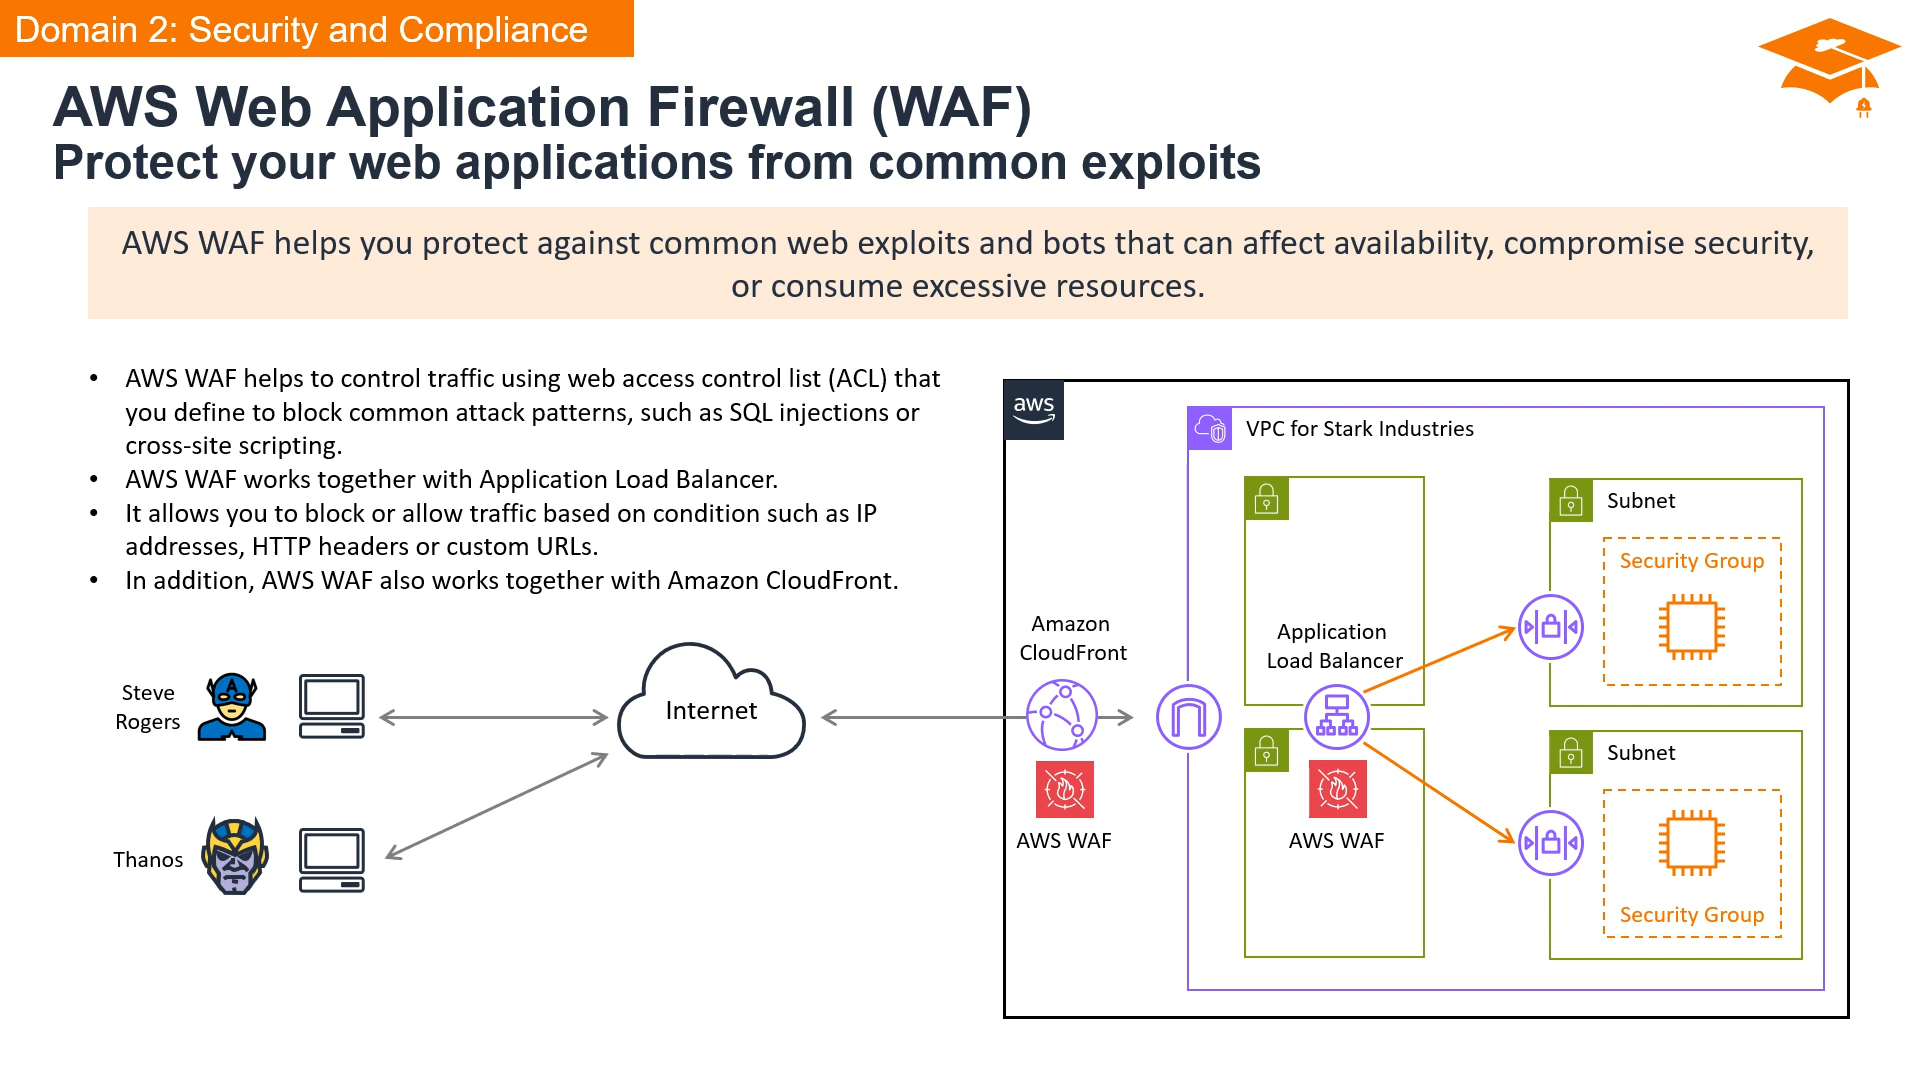 Domain 2: Security and Compliance
AWS Web Application Firewall (WAF)
Protect your web applications from common exploits
AWS WAF helps you protect against common web exploits and bots that can affect availability, compromise security,
or consume excessive resources.
• AWS WAF helps to control traffic using web access control list (ACL) that
you define to block common attack patterns, such as SQL injections or
cross-site scripting.
• AWS WAF works together with Application Load Balancer.
• It allows you to block or allow traffic based on condition such as IP
addresses, HTTP headers or custom URLs.
• In addition, AWS WAF also works together with Amazon CloudFront.
Steve
Rogers
Thanos
Internet
aws
Amazon
CloudFront
AWS WAF
VPC for Stark Industries
Application
Load Balancer
AWS WAF
Subnet
Security Group
Subnet
Security Group